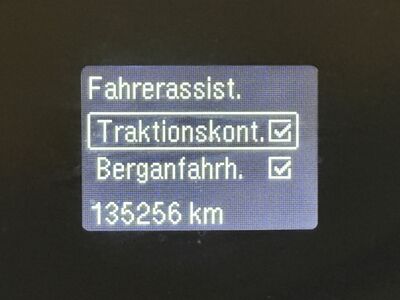 Fahrerassist.
Traktionskont.
Berganfahrh.
135256 km